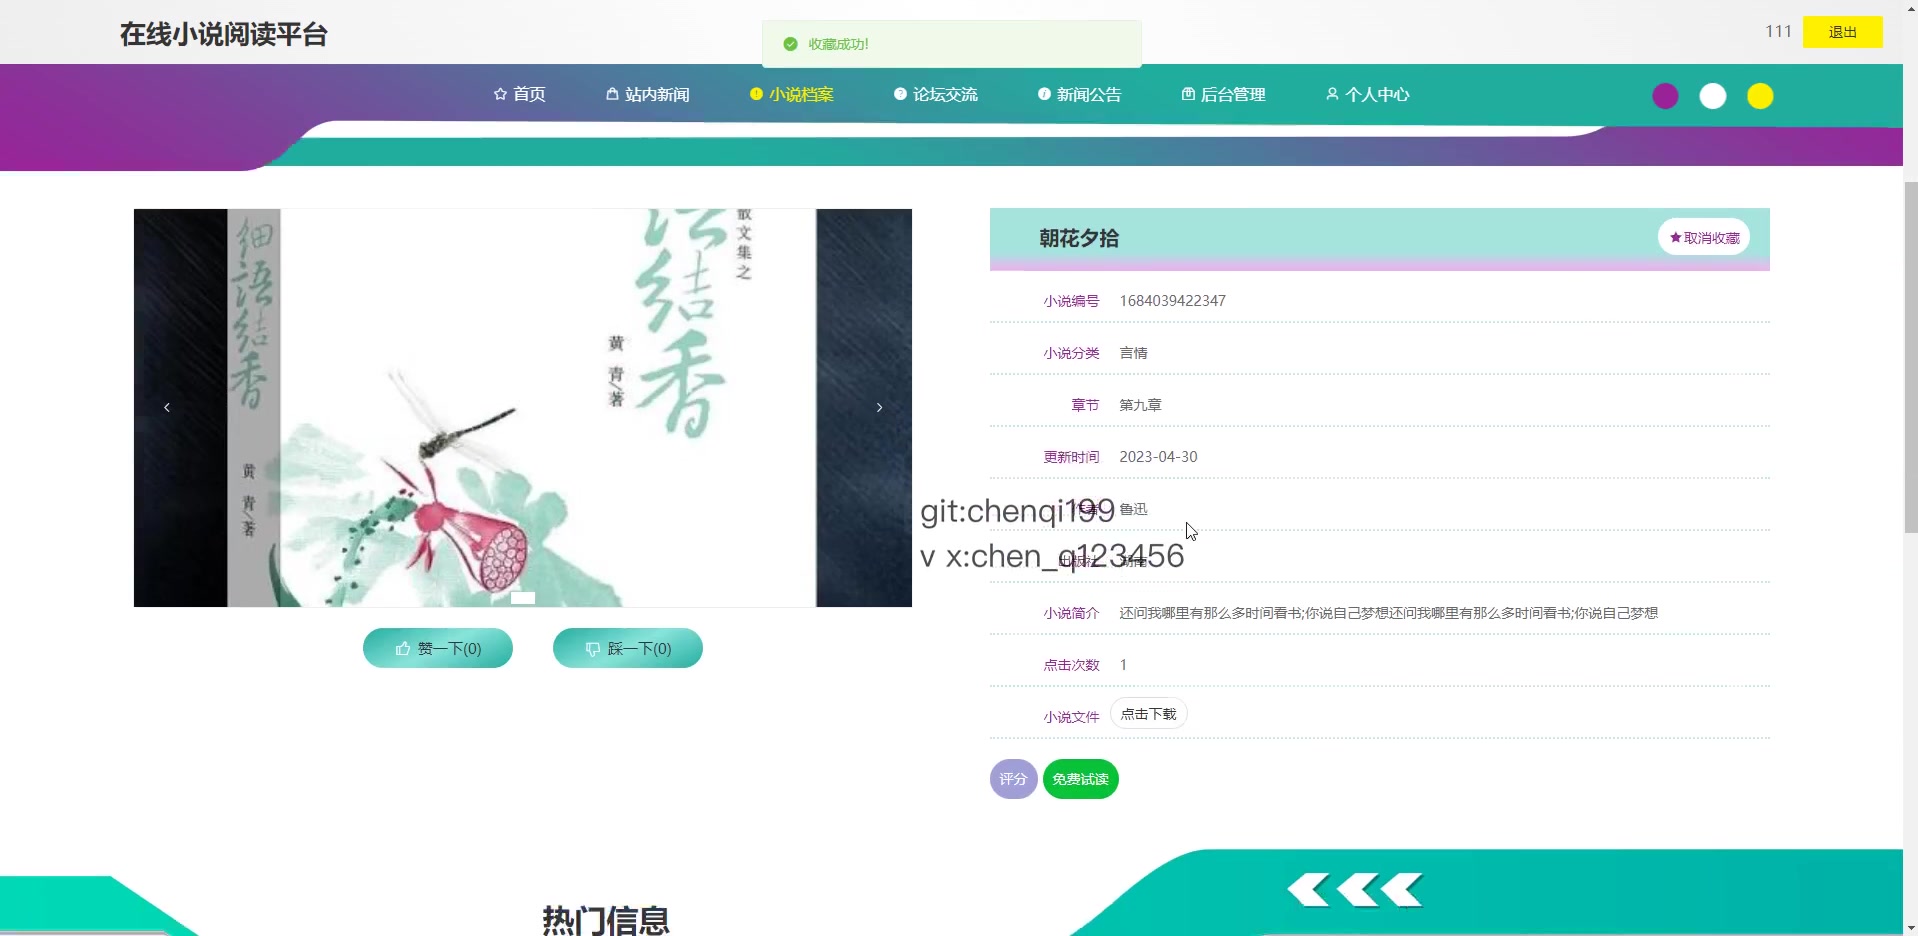 在线小说阅读平台
收藏成功!
111
退出
首页
站内新闻
小说档案
论坛交流
新闻公告
后台管理
个人中心
细语结香
黄青/著
散文集之
语结香
黄青/著
赞一下(0)
踩一下(0)
朝花夕拾
取消收藏
小说编号 1684039422347
小说分类 言情
章节 第九章
更新时间 2023-04-30
作者 鲁迅
git:chenqi199
出版社 湖南
v x:chen_q123456
小说简介 还问我哪里有那么多时间看书;你说自己梦想还问我哪里有那么多时间看书;你说自己梦想
点击次数 1
小说文件 点击下载
评分
免费试读
热门信息